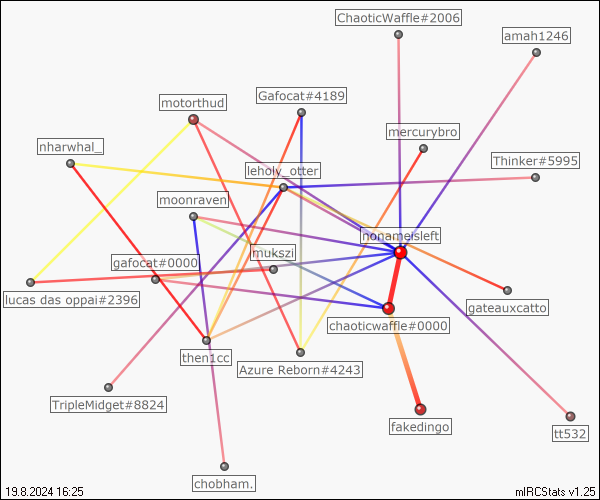 ChaoticWaffle#2006
amah1246
Gafocat#4189
motorthud
mercurybro
nharwhal_
Thinker#5995
leholy_otter
moonraven
nonameisleft
mukszi
gafocat#0000
lucas das oppai#2396
gateauxcatto
chaoticwaffle#0000
then1cc
Azure Reborn#4243
TripleMidget#8824
fakedingo
tt532
chobham.
19.8.2024 16:25
mIRCStats v1.25